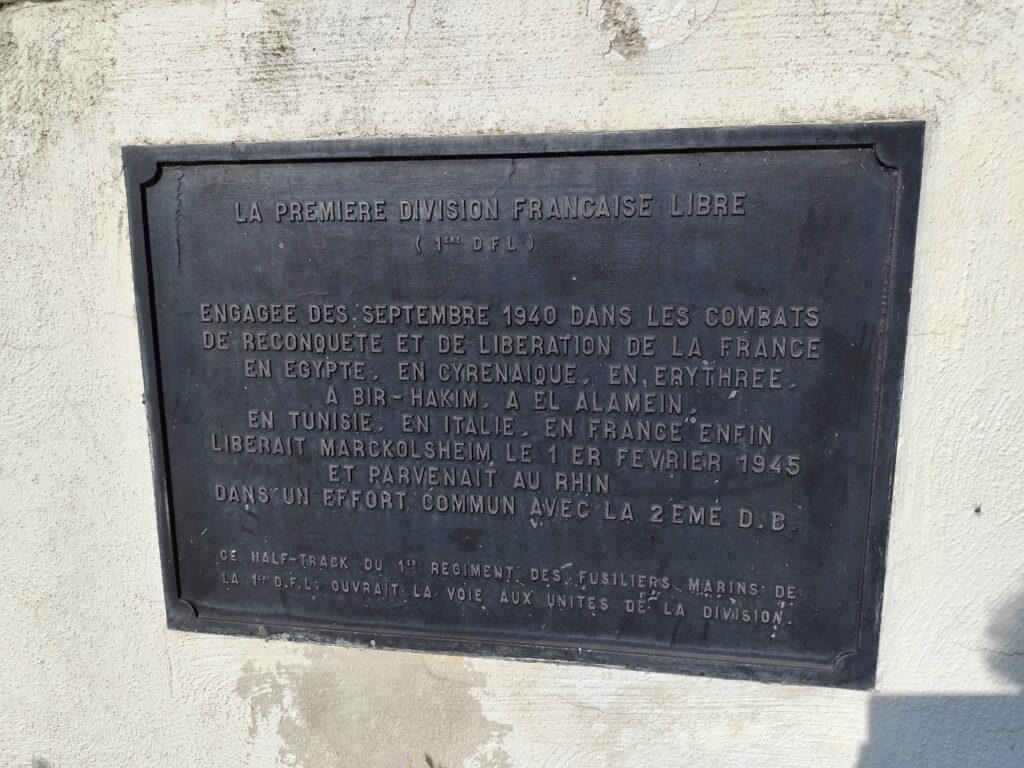 LA PREMIERE DIVISION FRANCAISE LIBRE
( 1ERE D F L )
ENGAGEE DES SEPTEMBRE 1940 DANS LES COMBATS
DE RECONQUETE ET DE LIBERATION DE LA FRANCE
EN EGYPTE, EN CYRENAIQUE, EN ERYTHREE,
A BIR-HAKIM, A EL ALAMEIN,
EN TUNISIE, EN ITALIE, EN FRANCE ENFIN
LIBERAIT MARCKOLSHEIM LE 1 ER FEVRIER 1945
ET PARVENAIT AU RHIN
DANS UN EFFORT COMMUN AVEC LA 2EME D.B.
CE HALF-TRACK DU 1ER REGIMENT DES FUSILIERS MARINS DE
LA 1ERE D.F.L. OUVRAIT LA VOIE AUX UNITES DE LA DIVISION.